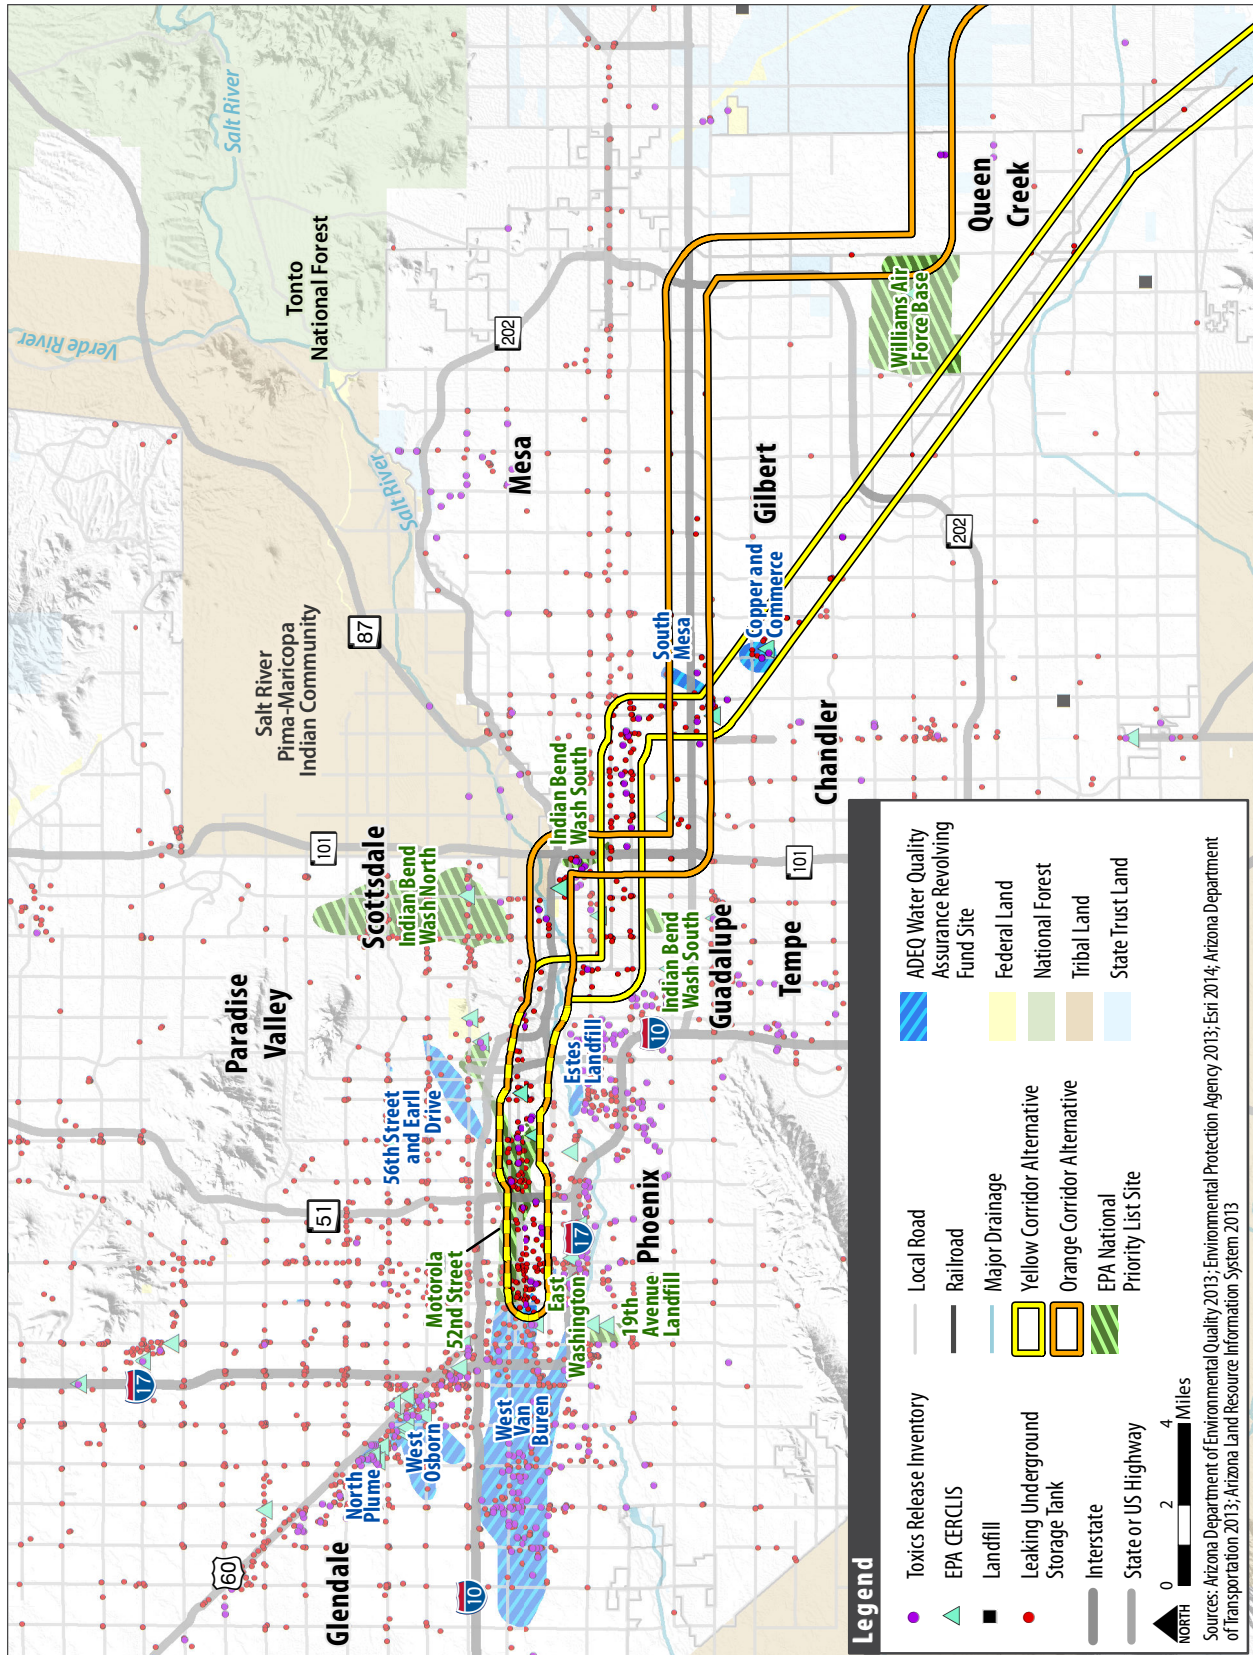 Salt River
Verde River
Tonto
National Forest
202
Salt River
Mesa
Salt River
Pima-Maricopa
Indian Community
87
Queen
Creek
Williams Air
Force Base
Gilbert
202
Copper and
Commerce
South
Mesa
Chandler
Indian Bend
Wash South
101
Scottsdale
Indian Bend
Wash North
101
Indian Bend
Wash South
Guadalupe
Tempe
Paradise
Valley
10
Estes
Landfill
56th Street
and Earll
Drive
51
Phoenix
17
Motorola
52nd Street
East
Washington
19th
Avenue
Landfill
17
West
Van
Buren
West
Osborn
North
Plume
60
Glendale
10
Legend
Toxics Release Inventory
EPA CERCLIS
Landfill
Leaking Underground
Storage Tank
Interstate
State or US Highway
Local Road
Railroad
Major Drainage
Yellow Corridor Alternative
Orange Corridor Alternative
EPA National
Priority List Site
ADEQ Water Quality
Assurance Revolving
Fund Site
Federal Land
National Forest
Tribal Land
State Trust Land
NORTH
0 2 4
Miles
Sources: Arizona Department of Environmental Quality 2013; Environmental Protection Agency 2013; Esri 2014; Arizona Department
of Transportation 2013; Arizona Land Resource Information System 2013